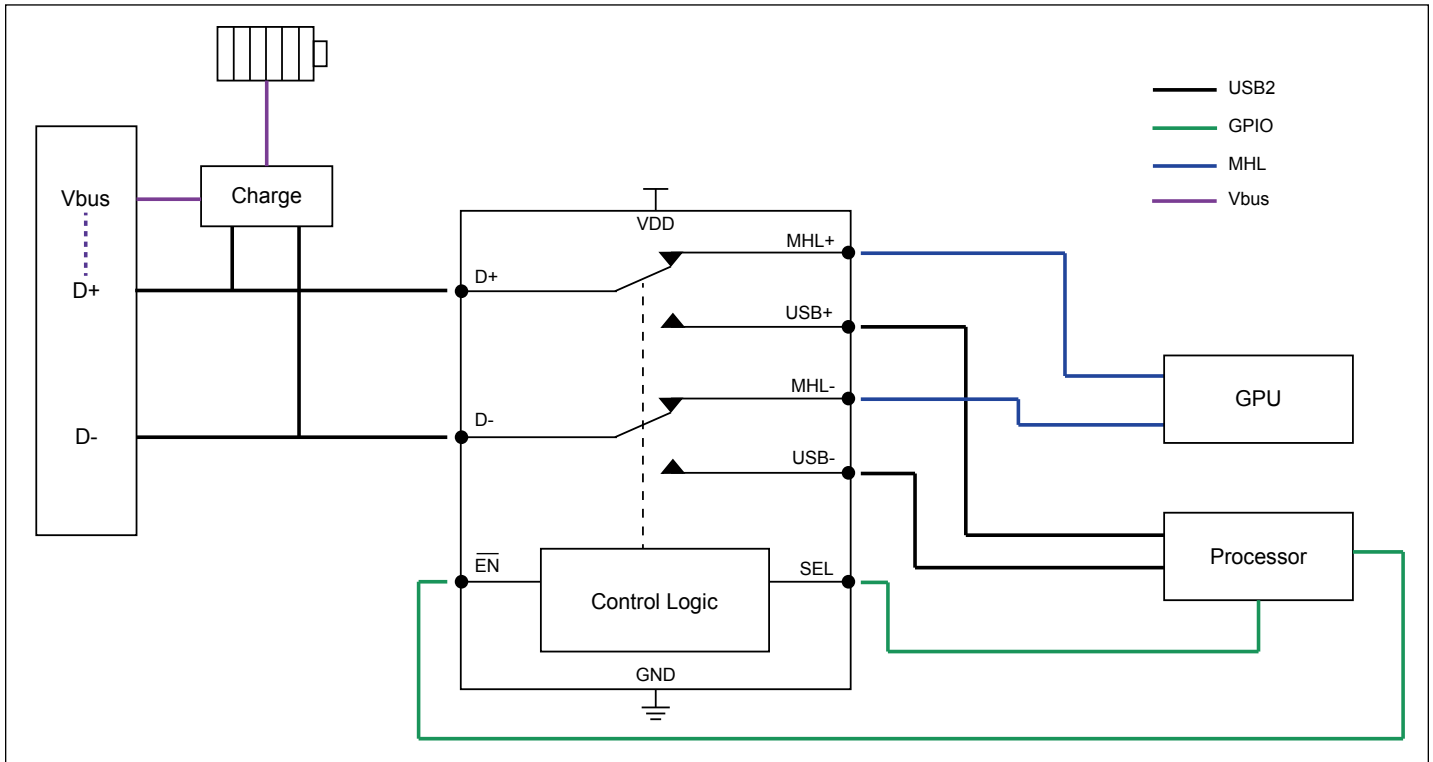 USB2
GPIO
MHL
Vbus
Vbus
Charge
D+
D-
VDD
D+
MHL+
USB+
D-
MHL-
USB-
EN
Control Logic
SEL
GND
GPU
Processor